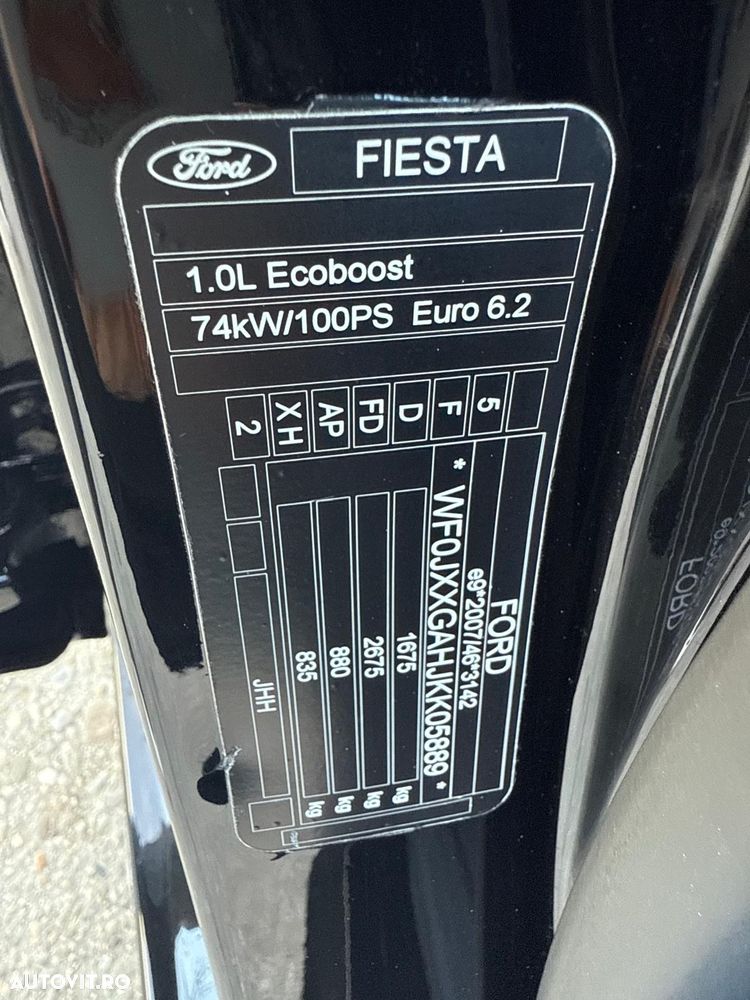 Ford
FIESTA
1.0L Ecoboost
74kW/100PS Euro 6.2
5
F
D
FD
AP
XH
2
FORD
e9*2007/46*3142
* WF0JXXGAHJKK05889 *
1675 kg
2675 kg
880 kg
835 kg
JHH
FORD
AUTOVIT.RO